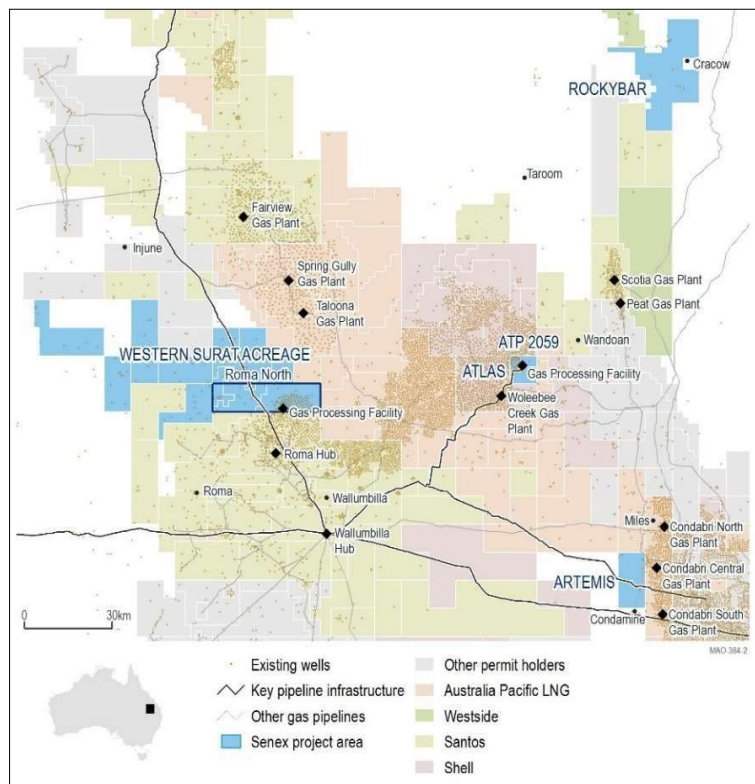 Cracow
ROCKYBAR
Taroom
Fairview
Gas Plant
Injune
Spring Gully
Gas Plant
Scotia Gas Plant
Taloona
Gas Plant
Peat Gas Plant
ATP 2059
Wandoan
WESTERN SURAT ACREAGE
ATLAS
Gas Processing Facility
Roma North
Woleebee
Creek Gas
Plant
Gas Processing Facility
Roma Hub
Roma
Wallumbilla
Miles
Condabri North
Gas Plant
Wallumbilla
Hub
Condabri Central
Gas Plant
ARTEMIS
0
30km
Condabri South
Gas Plant
Condamine
MAO 384.2
Existing wells
Key pipeline infrastructure
Other gas pipelines
Senex project area
Other permit holders
Australia Pacific LNG
Westside
Santos
Shell